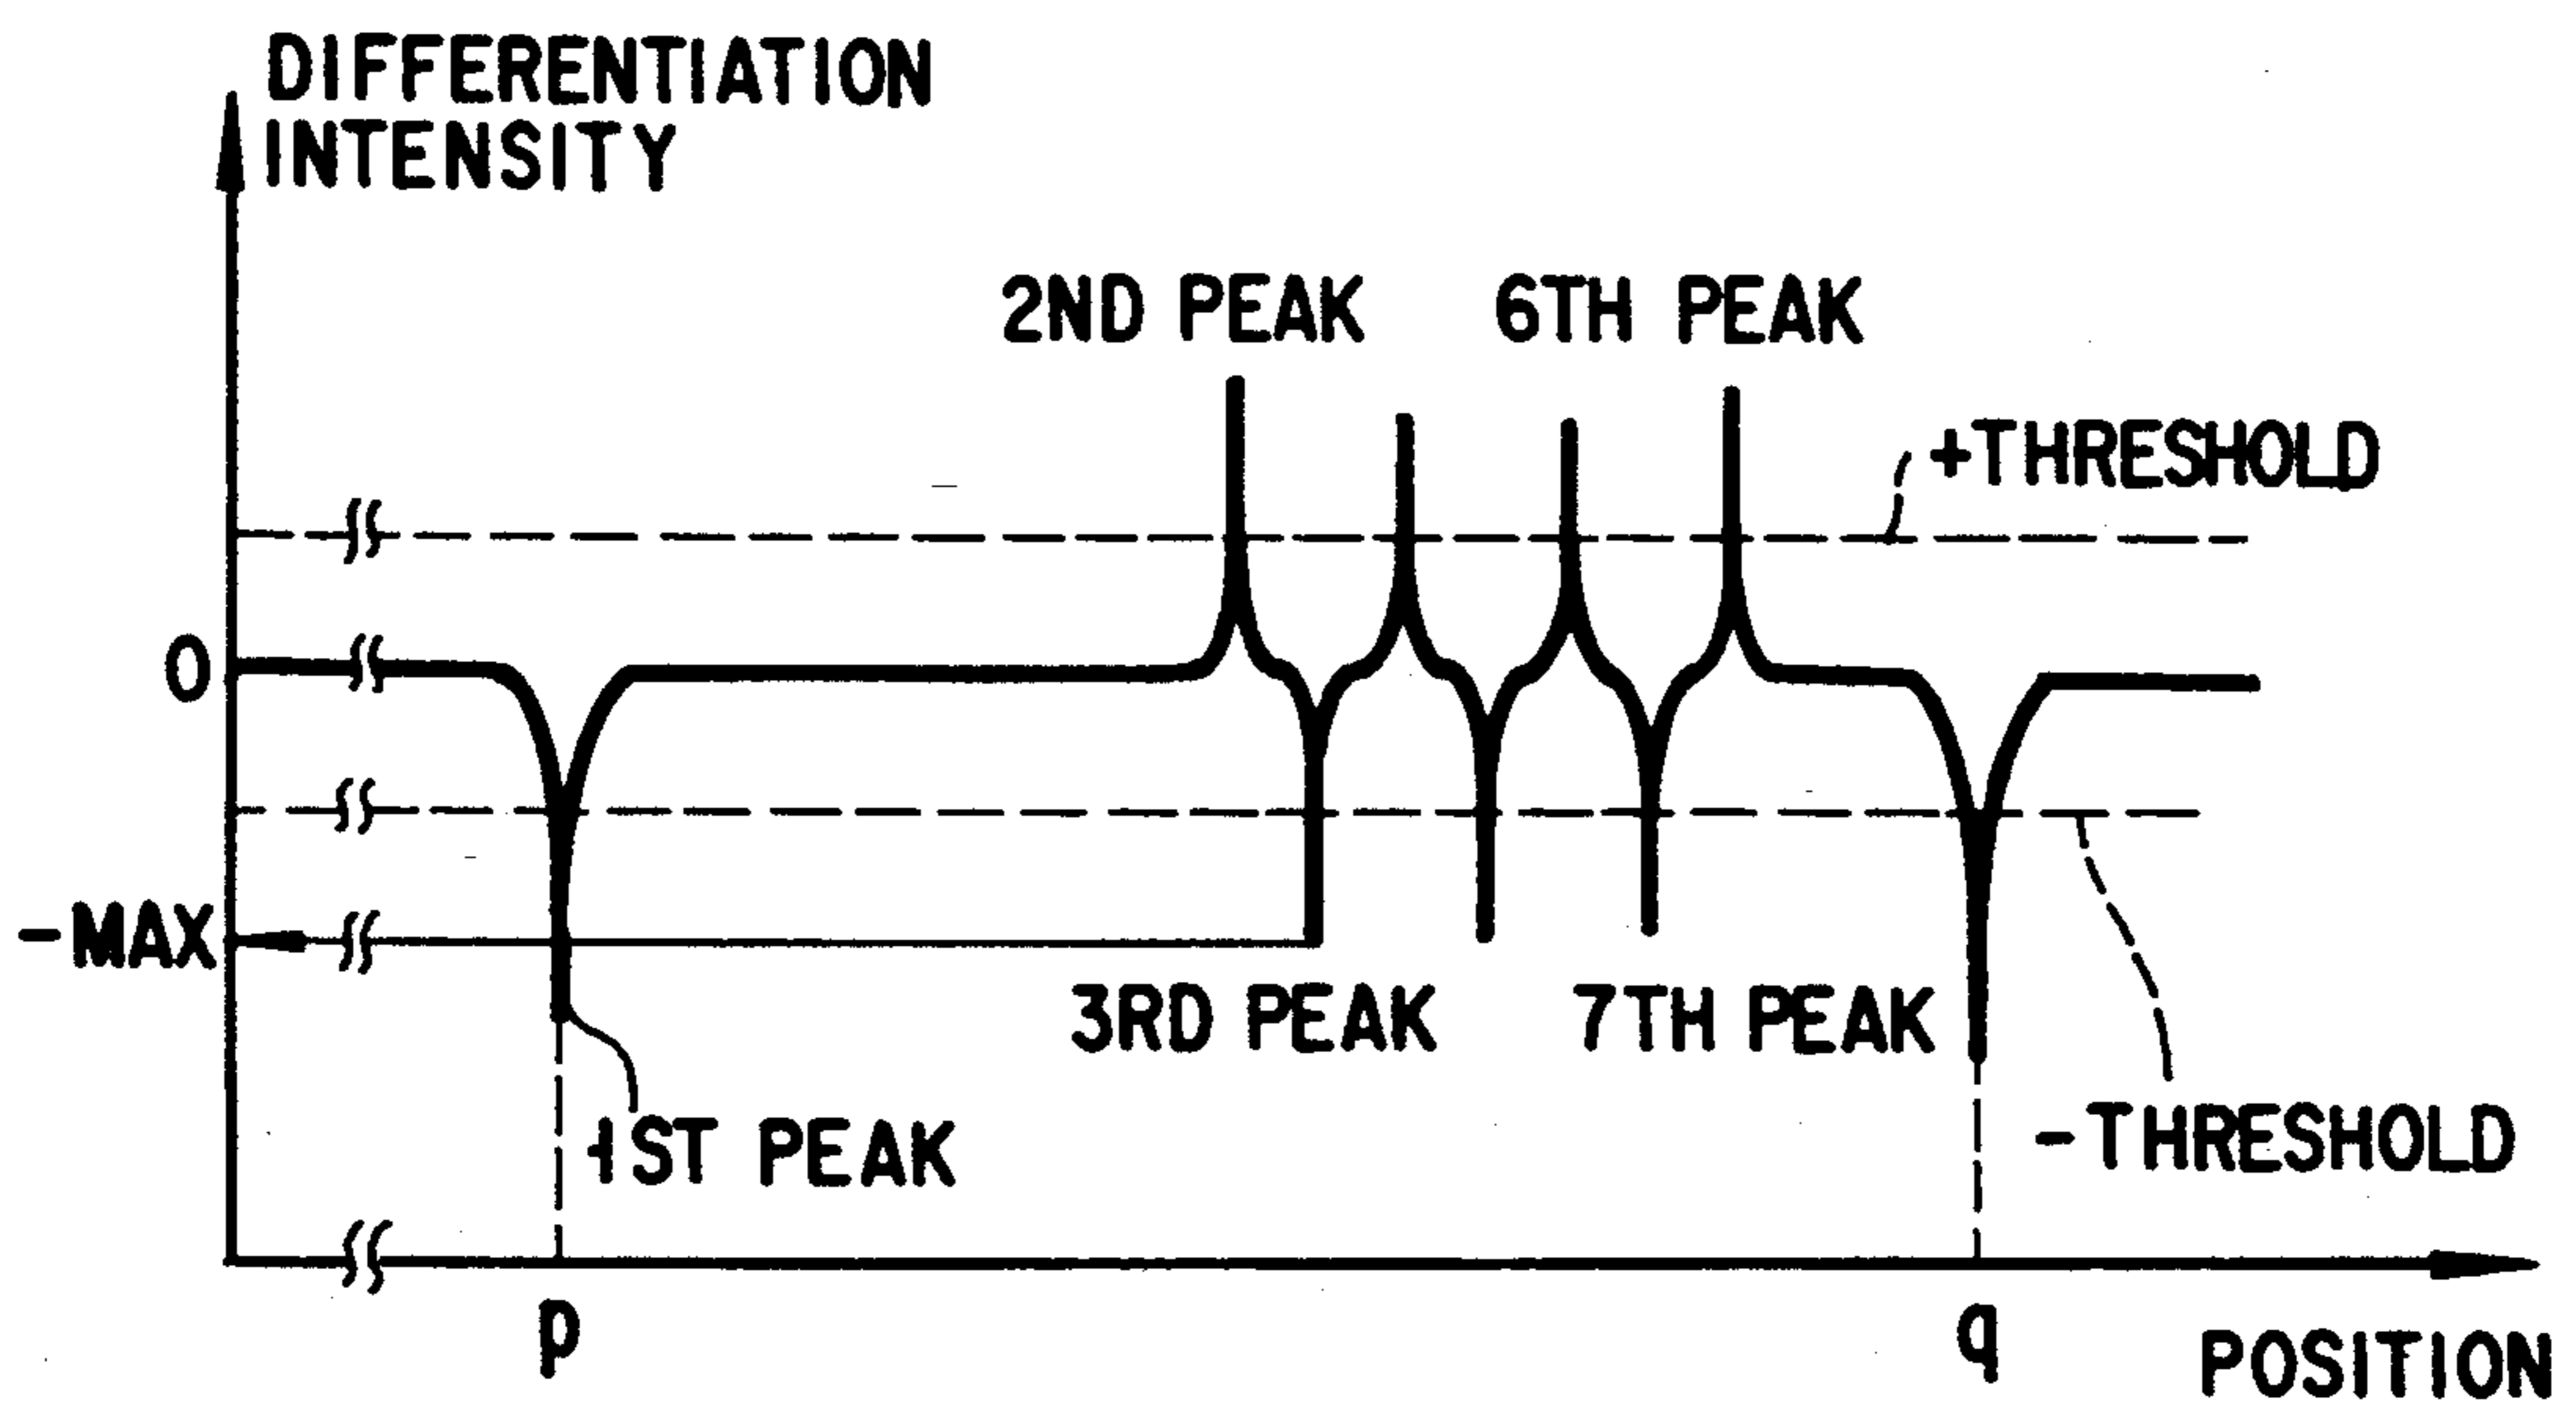 DIFFERENTIATION
INTENSITY
2ND PEAK
6TH PEAK
+THRESHOLD
0
-MAX
3RD PEAK
7TH PEAK
1ST PEAK
-THRESHOLD
p
q
POSITION